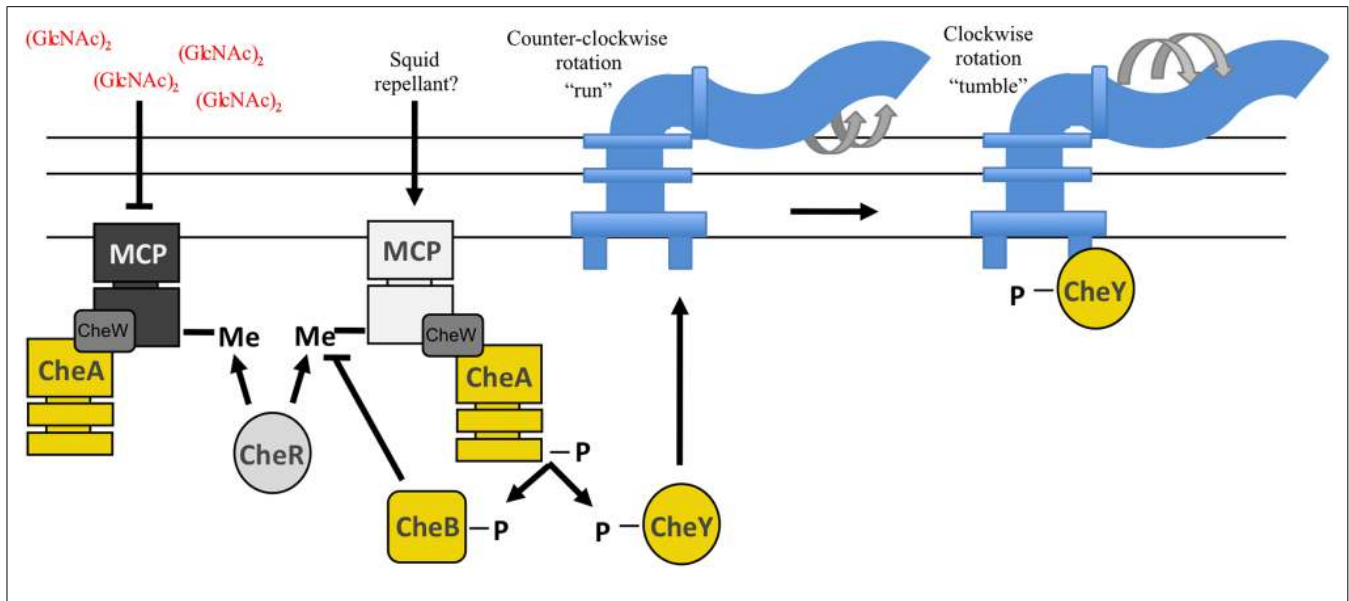 (GlcNAc)2
(GlcNAc)2
(GlcNAc)2
(GlcNAc)2
Squid
repellant?
Counter-clockwise
rotation
“run”
Clockwise
rotation
“tumble”
MCP
MCP
CheW
Me
Me
CheW
CheA
CheA
P
CheY
CheR
P
CheB
P
P
CheY